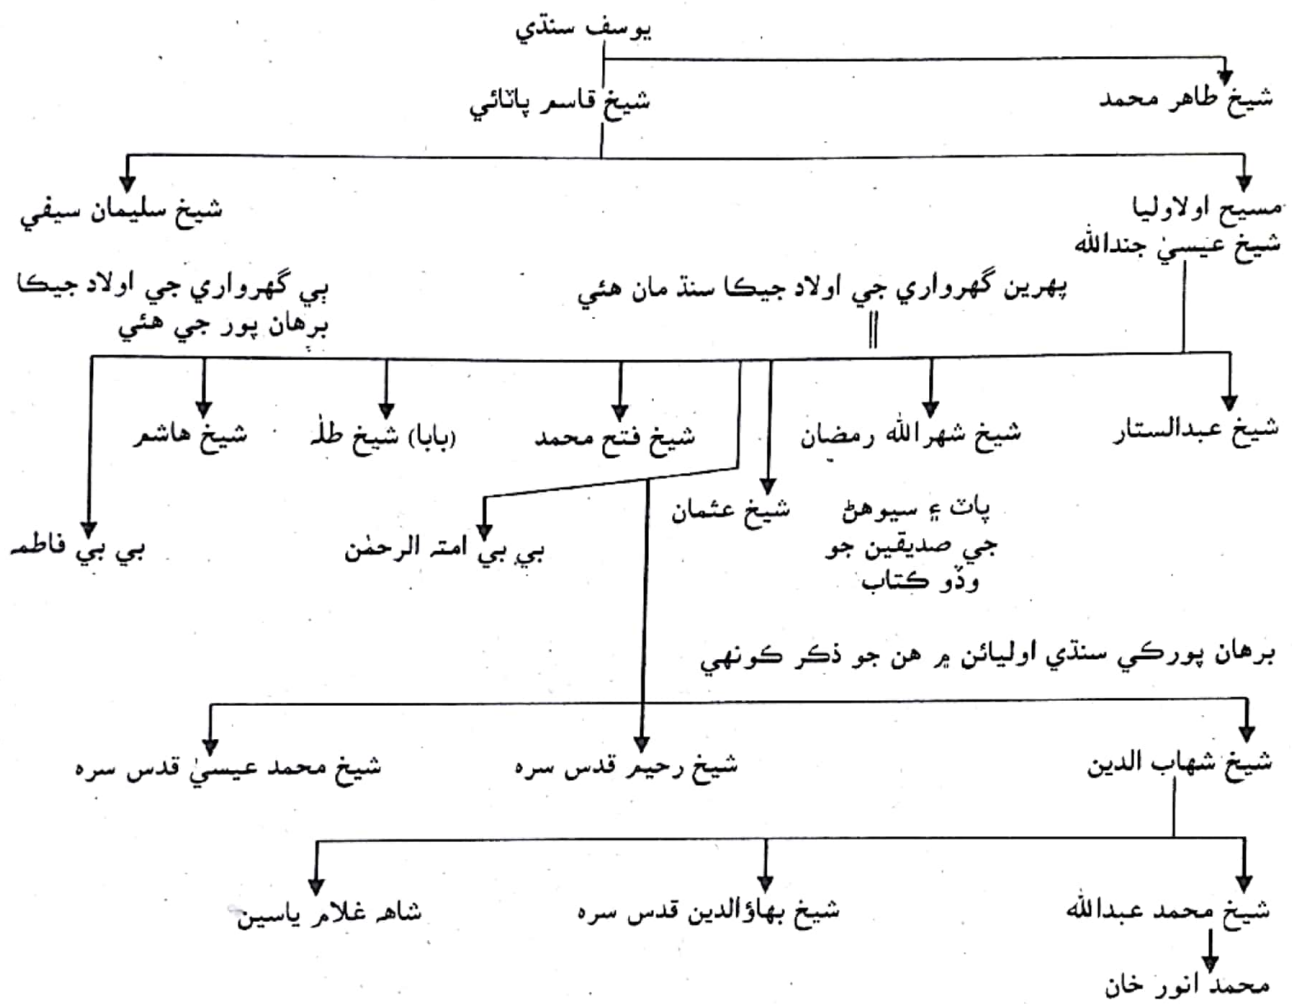 يوسف سنڌي
شيخ طاهر محمد
شيخ قاسم پاٽائي
مسيح اولاوليا
شيخ عيسيٰ جندالله
شيخ سليمان سيفي
پهرين گهرواري جي اولاد جيڪا سنڌ مان هئي
ٻي گهرواري جي اولاد جيڪا
برهان پور جي هئي
شيخ عبدالستار
شيخ شهرالله رمضان
شيخ فتح محمد
(بابا) شيخ طلہٰ
شيخ هاشم
شيخ عثمان
پاٽ ۽ سيوهڻ
جي صديقين جو
وڏو ڪتاب
بي بي امتہ الرحمٰن
بي بي فاطمہ
برهان پورڪي سنڌي اوليائن ۾ هن جو ذڪر ڪونهي
شيخ شهاب الدين
شيخ رحيم قدس سره
شيخ محمد عيسيٰ قدس سره
شيخ محمد عبدالله
شيخ بهاؤالدين قدس سره
شاهہ غلام ياسين
محمد انور خان